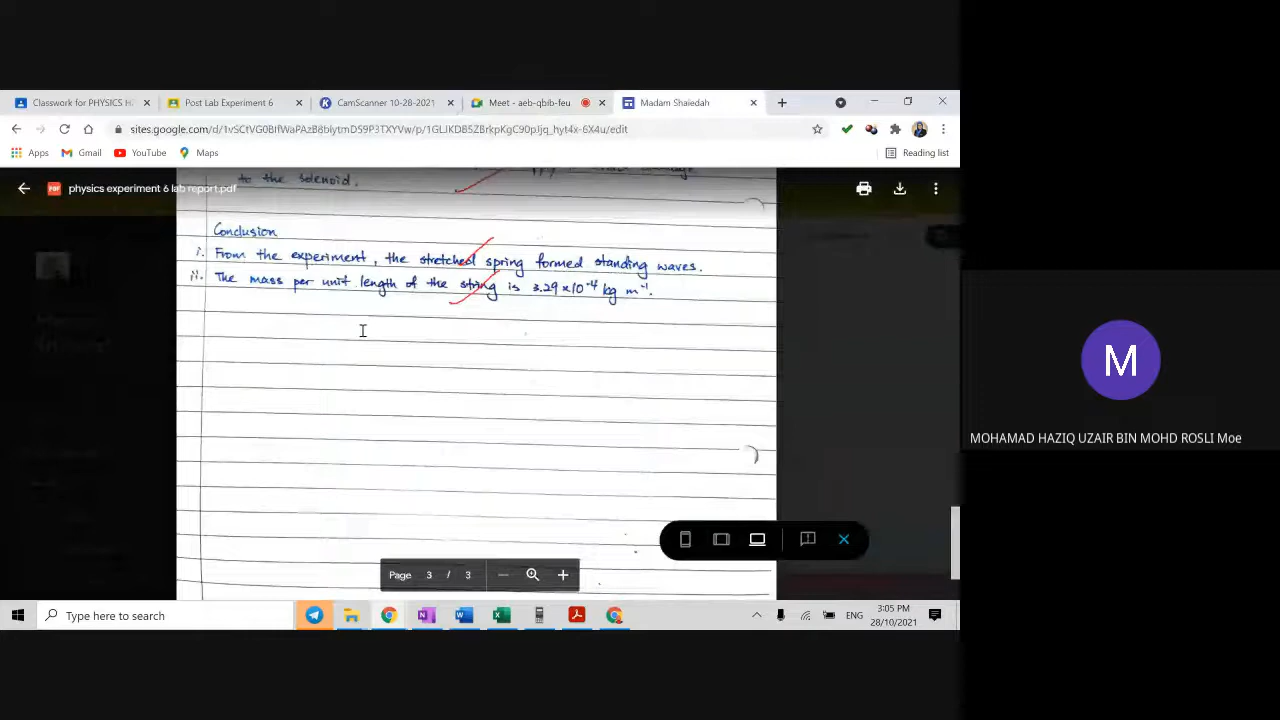 Classwork for PHYSICS H
Post Lab Experiment 6
CamScanner 10-28-2021
Meet - aeb-qbib-feu
Madam Shaiedah
Apps
Gmail
YouTube
Maps
Reading list
to the solenoid.
physics experiment 6 lab report.pdf
Conclusion
i. From the experiment, the stretched spring formed standing waves.
ii. The mass per unit length of the string is 3.29 x 10⁻⁴ kg m⁻¹.
M
MOHAMAD HAZIQ UZAIR BIN MOHD ROSLI Moe
Page 3 / 3
Type here to search
ENG
3:05 PM
28/10/2021